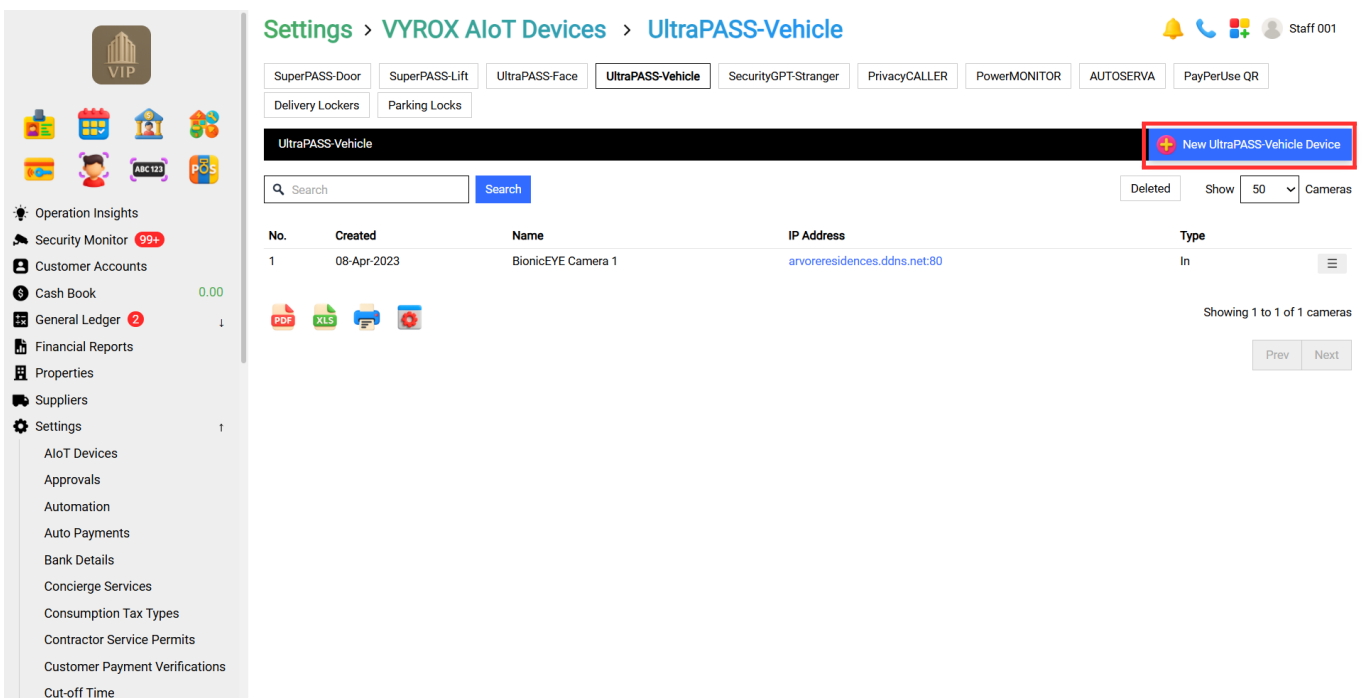 VIP
ABC 123
POS
Operation Insights
Security Monitor 99+
Customer Accounts
Cash Book 0.00
General Ledger 2 ↓
Financial Reports
Properties
Suppliers
Settings ↑
AIoT Devices
Approvals
Automation
Auto Payments
Bank Details
Concierge Services
Consumption Tax Types
Contractor Service Permits
Customer Payment Verifications
Cut-off Time
Settings > VYROX AIoT Devices > UltraPASS-Vehicle
Staff 001
SuperPASS-Door SuperPASS-Lift UltraPASS-Face UltraPASS-Vehicle SecurityGPT-Stranger PrivacyCALLER PowerMONITOR AUTOSERVA PayPerUse QR
Delivery Lockers Parking Locks
UltraPASS-Vehicle New UltraPASS-Vehicle Device
Search Search Deleted Show 50 Cameras
No. Created Name IP Address Type
1 08-Apr-2023 BionicEYE Camera 1 arvoreresidences.ddns.net:80 In
PDF XLS Showing 1 to 1 of 1 cameras
Prev Next